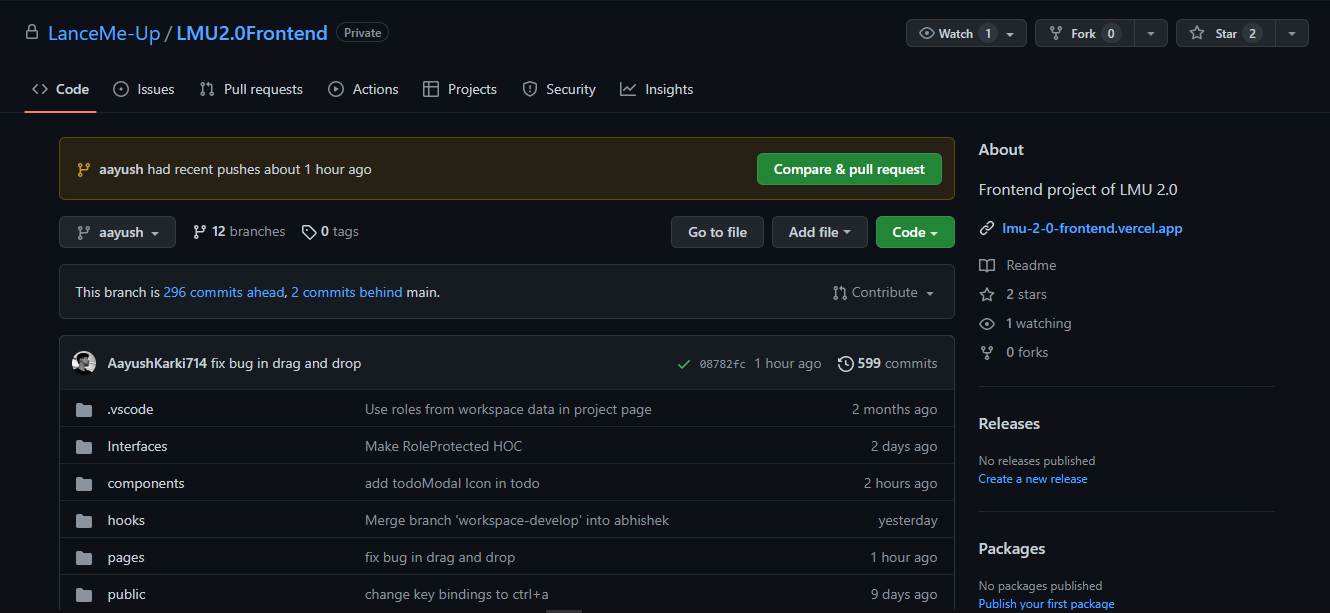 LanceMe-Up / LMU2.0Frontend Private
Watch 1 Fork 0 Star 2
Code Issues Pull requests Actions Projects Security Insights
aayush had recent pushes about 1 hour ago Compare & pull request
aayush 12 branches 0 tags Go to file Add file Code
This branch is 296 commits ahead, 2 commits behind main. Contribute
AayushKarki714 fix bug in drag and drop 08782fc 1 hour ago 599 commits
.vscode Use roles from workspace data in project page 2 months ago
Interfaces Make RoleProtected HOC 2 days ago
components add todoModal Icon in todo 2 hours ago
hooks Merge branch 'workspace-develop' into abhishek yesterday
pages fix bug in drag and drop 1 hour ago
public change key bindings to ctrl+a 9 days ago
About
Frontend project of LMU 2.0
lmu-2-0-frontend.vercel.app
Readme
2 stars
1 watching
0 forks
Releases
No releases published
Create a new release
Packages
No packages published
Publish your first package